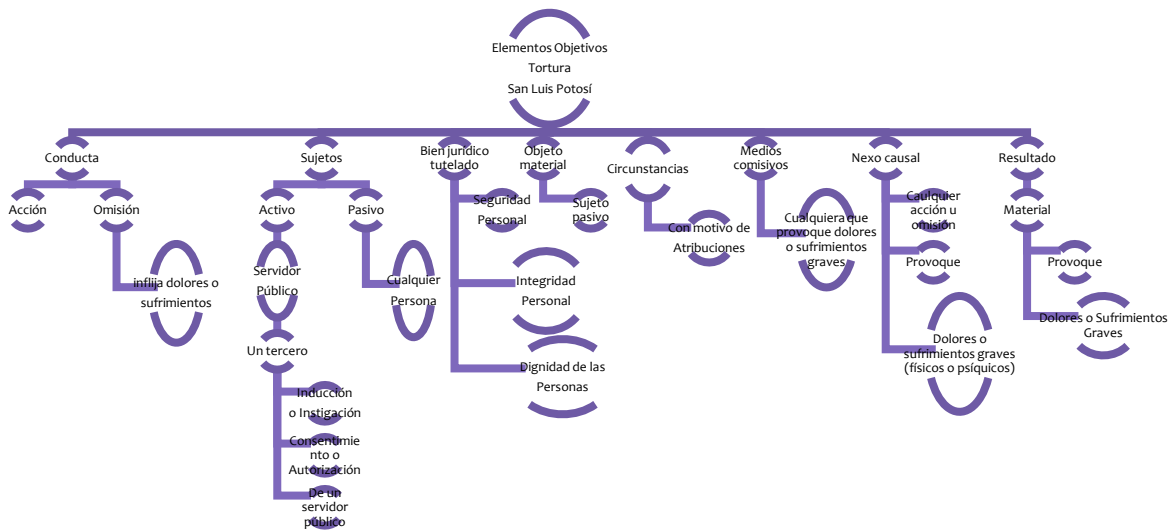 Elementos Objetivos
Tortura
San Luis Potosí
Conducta
Acción
Omisión
inflija dolores o
sufrimientos
Sujetos
Activo
Servidor
Público
Un tercero
Inducción
o Instigación
Consentimie
nto o
Autorización
De un
servidor
público
Pasivo
Cualquier
Persona
Bien jurídico
tutelado
Seguridad
Personal
Integridad
Personal
Dignidad de las
Personas
Objeto
material
Sujeto
pasivo
Circunstancias
Con motivo de
Atribuciones
Medios
comisivos
Cualquiera que
provoque dolores
o sufrimientos
graves
Nexo causal
Caulquier
acción u
omisión
Provoque
Dolores o
sufrimientos graves
(físicos o psíquicos)
Resultado
Material
Provoque
Dolores o Sufrimientos
Graves